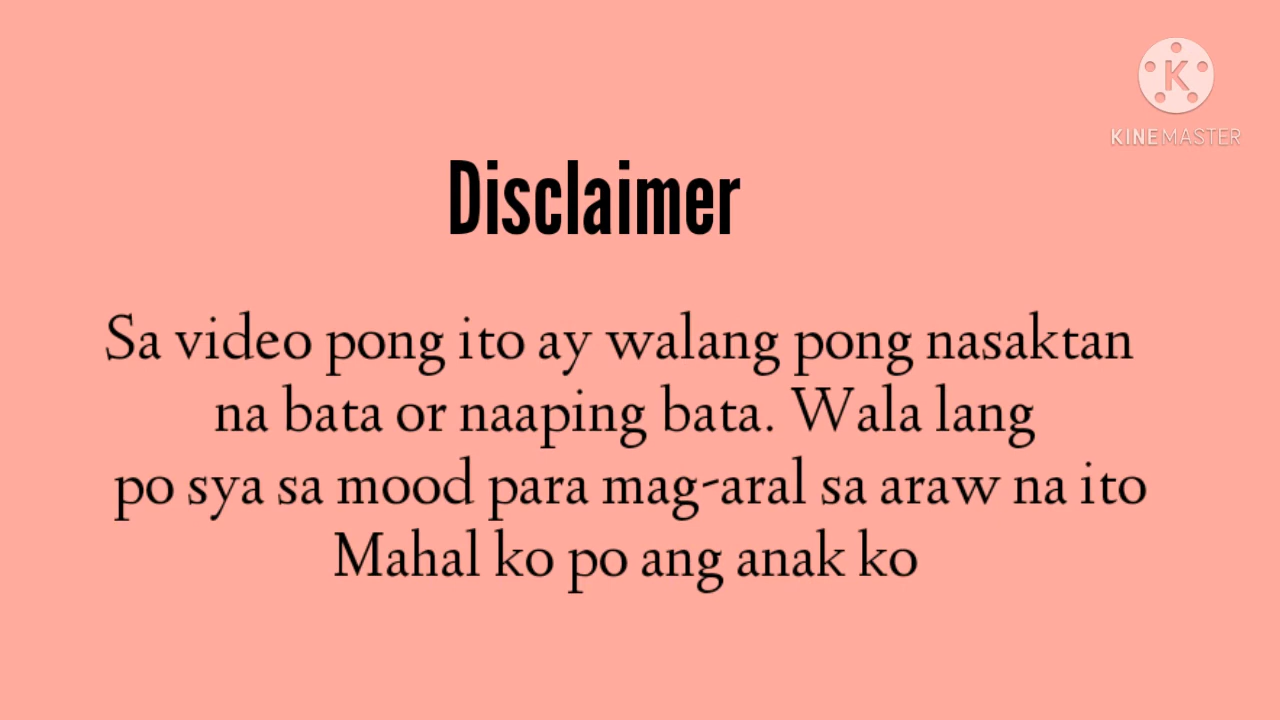 K
KINEMASTER
Disclaimer
Sa video pong ito ay walang pong nasaktan
na bata or naaping bata. Wala lang
po sya sa mood para mag-aral sa araw na ito
Mahal ko po ang anak ko